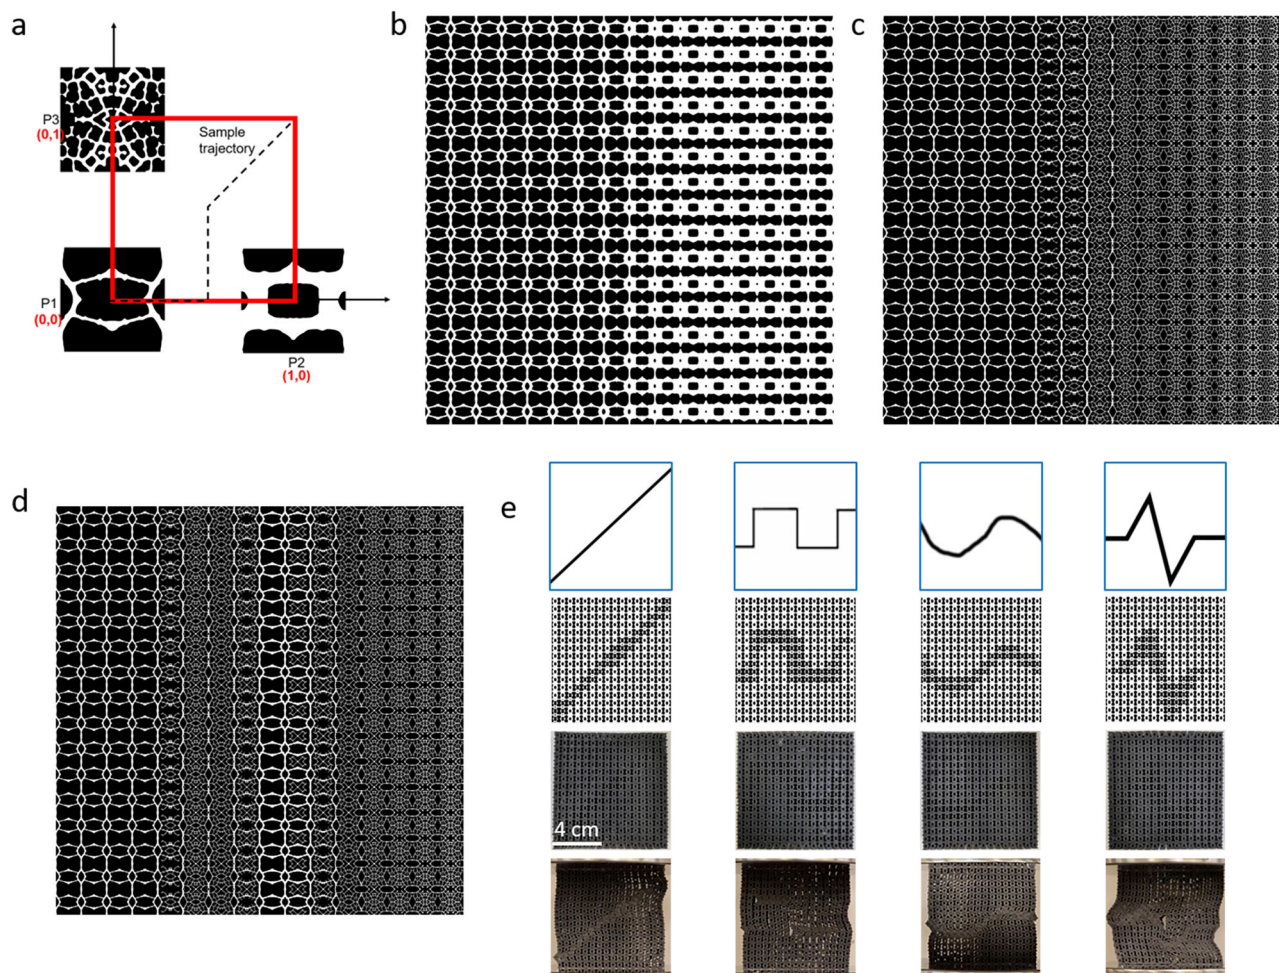 a
b
c
P3
(0,1)
Sample
trajectory
P1
(0,0)
P2
(1,0)
d
e
4 cm